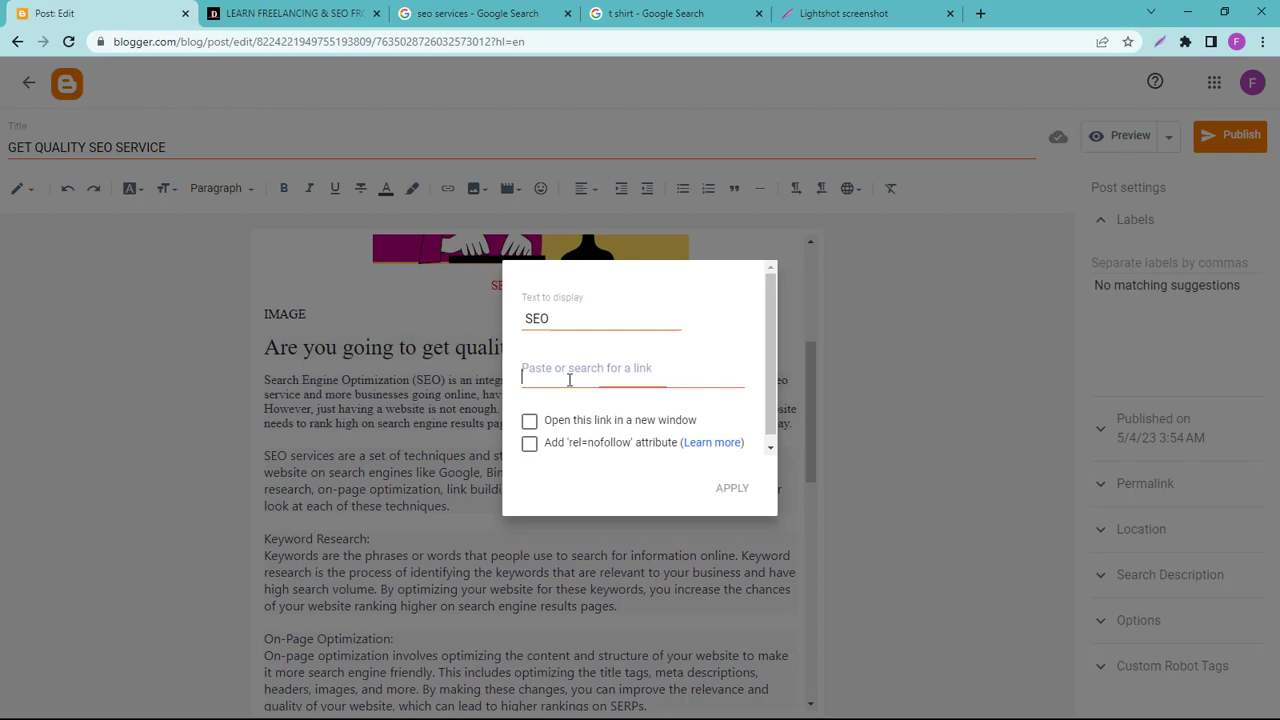 Post: Edit
LEARN FREELANCING & SEO FRO
seo services - Google Search
t shirt - Google Search
Lightshot screenshot
blogger.com/blog/post/edit/8224221949755193809/7635028726032573012?hl=en
F
F
Title
GET QUALITY SEO SERVICE
Preview
Publish
Paragraph
Post settings
Labels
Separate labels by commas
No matching suggestions
Published on
5/4/23 3:54 AM
Permalink
Location
Search Description
Options
Custom Robot Tags
Text to display
SEO
Paste or search for a link
Open this link in a new window
Add 'rel=nofollow' attribute (Learn more)
APPLY
IMAGE
Are you going to get quali
Search Engine Optimization (SEO) is an integ
service and more businesses going online, hav
However, just having a website is not enough.
needs to rank high on search engine results pag
SEO services are a set of techniques and st
website on search engines like Google, Bin
research, on-page optimization, link buildi
look at each of these techniques.
Keyword Research:
Keywords are the phrases or words that people use to search for information online. Keyword
research is the process of identifying the keywords that are relevant to your business and have
high search volume. By optimizing your website for these keywords, you increase the chances
of your website ranking higher on search engine results pages.
On-Page Optimization:
On-page optimization involves optimizing the content and structure of your website to make
it more search engine friendly. This includes optimizing the title tags, meta descriptions,
headers, images, and more. By making these changes, you can improve the relevance and
quality of your website, which can lead to higher rankings on SERPs.